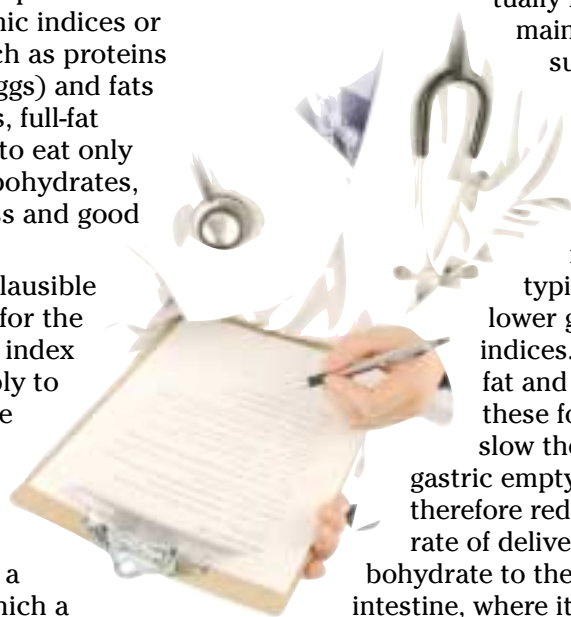 nic indices or
ch as proteins
ggs) and fats
s, full-fat
to eat only
bohydrates,
ss and good
lausible
for the
index
ply to
e
a
hich a
tually
main
su
typi
lower g
indices.
fat and
these fo
slow the
gastric empty
therefore red
rate of delive
bohydrate to the
intestine, where it